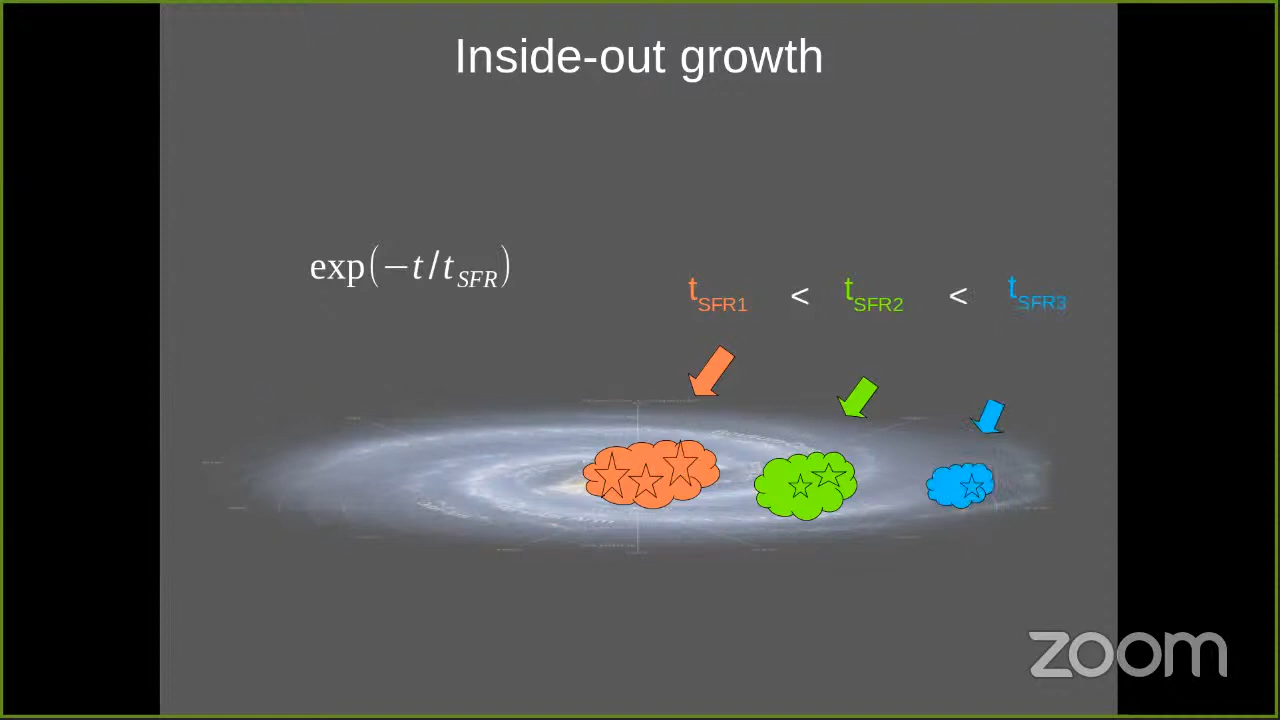 Inside-out growth
exp(−t/t_SFR)
t_SFR1 < t_SFR2 < t_SFR3
zoom